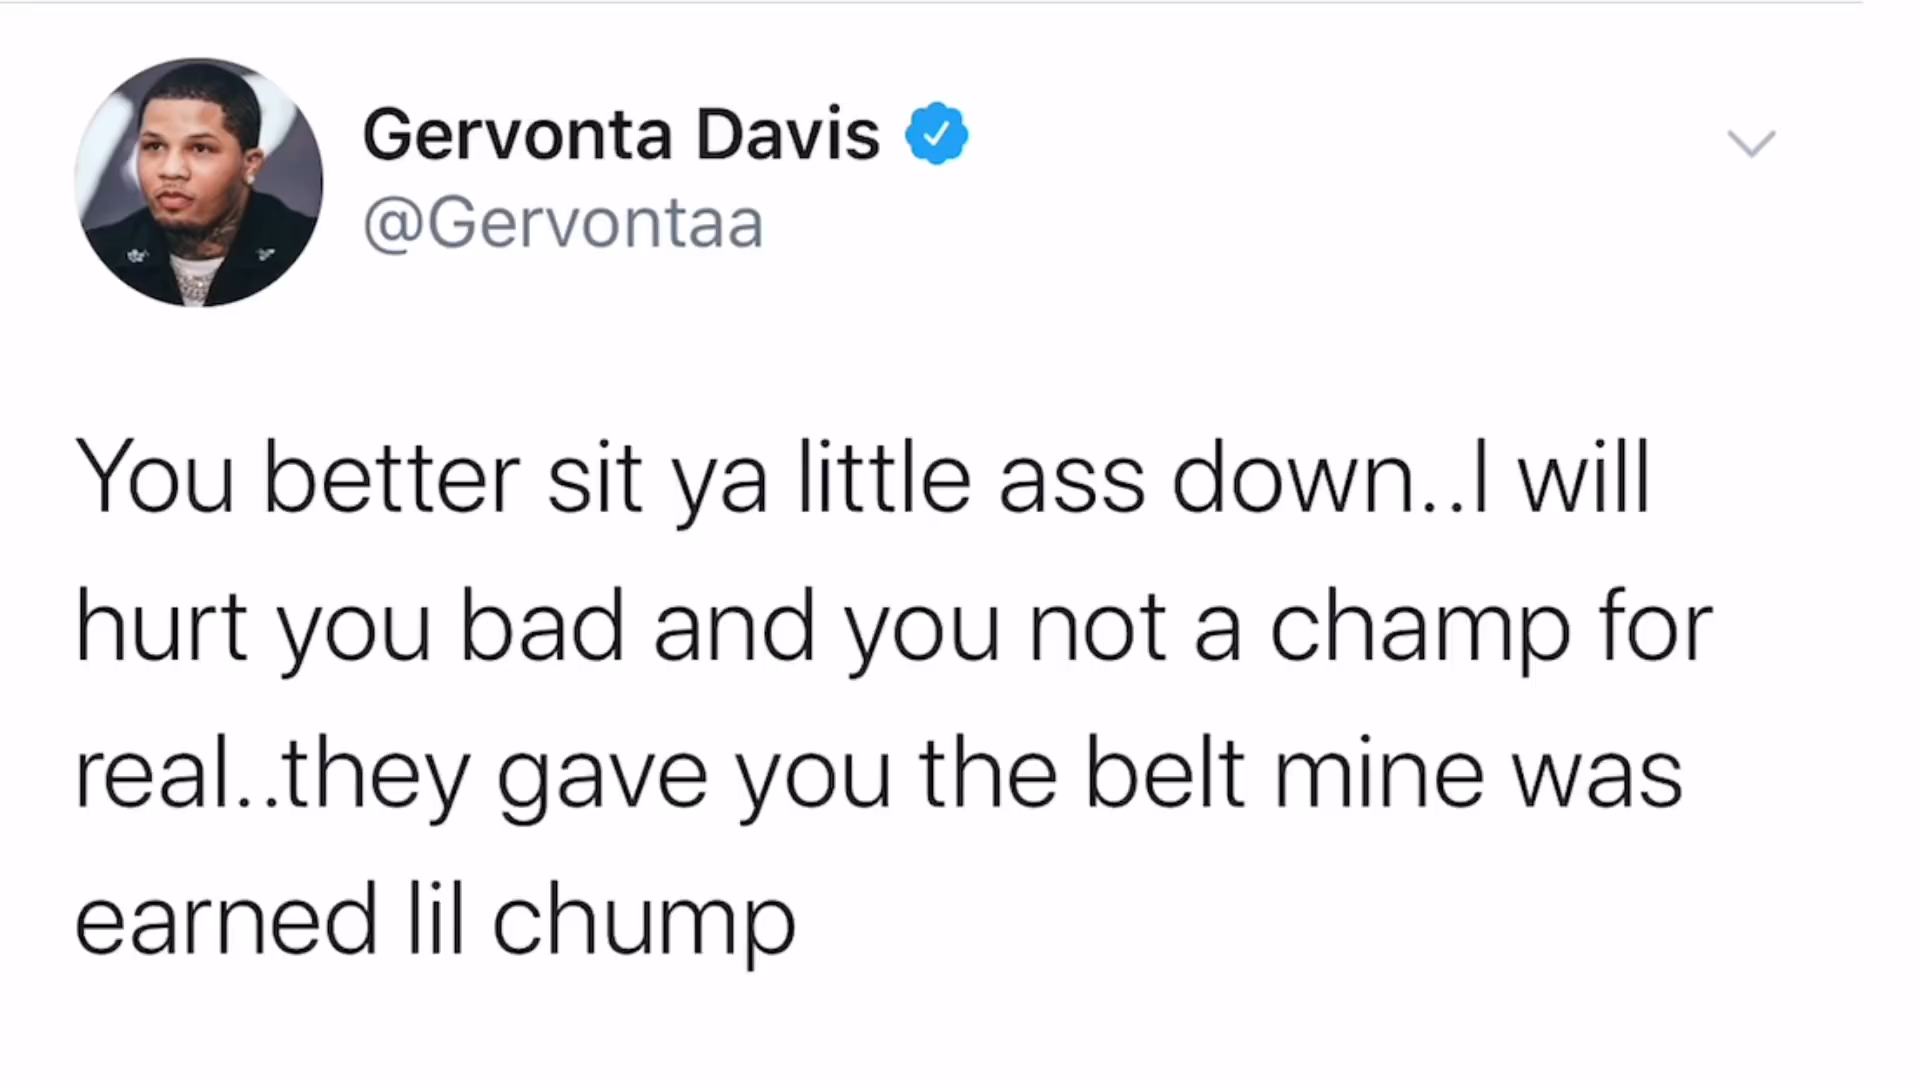 Gervonta Davis
@Gervontaa
You better sit ya little ass down..I will
hurt you bad and you not a champ for
real..they gave you the belt mine was
earned lil chump